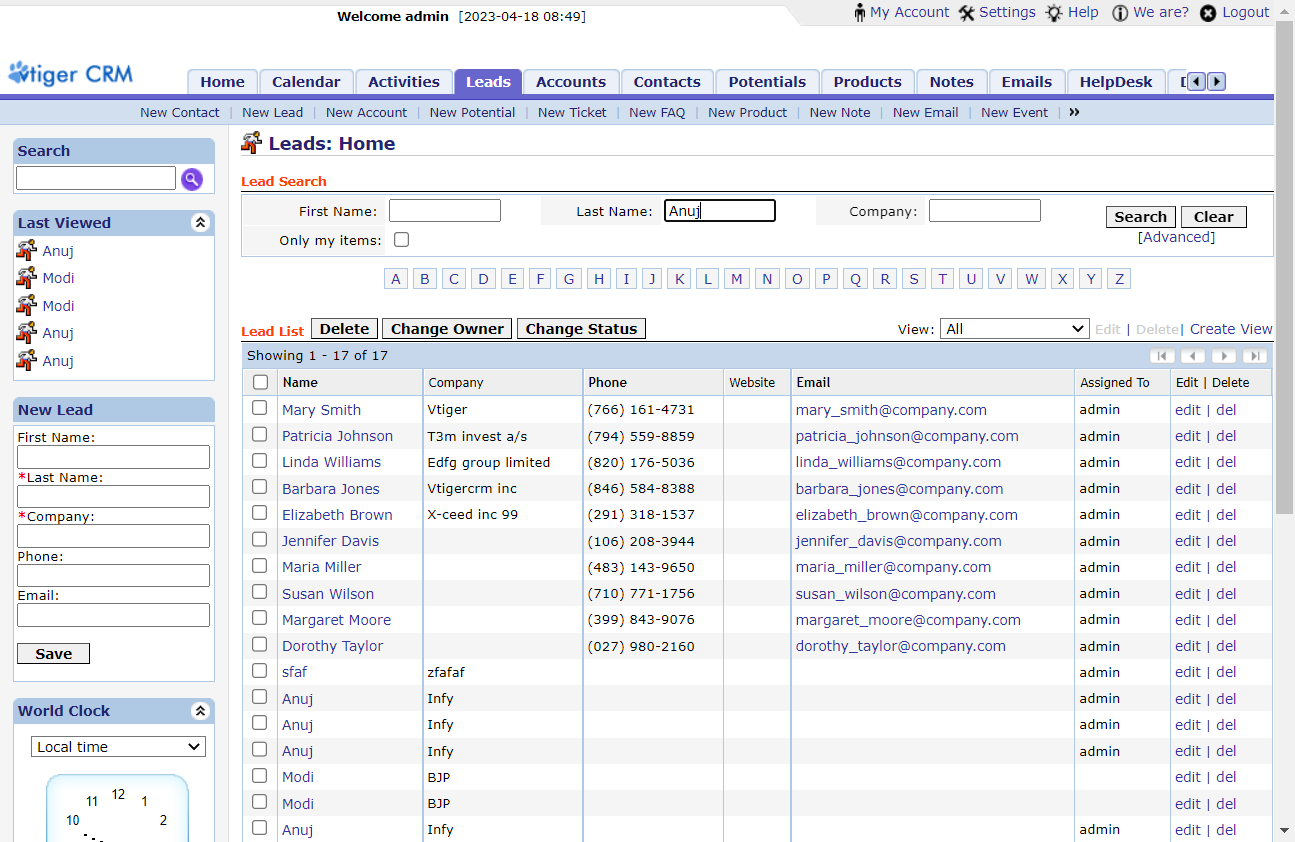 Welcome admin [2023-04-18 08:49]
My Account Settings Help We are? Logout
vtiger CRM
Home Calendar Activities Leads Accounts Contacts Potentials Products Notes Emails HelpDesk
New Contact | New Lead | New Account | New Potential | New Ticket | New FAQ | New Product | New Note | New Email | New Event | »
Search
Last Viewed
Anuj
Modi
Modi
Anuj
Anuj
New Lead
First Name:
*Last Name:
*Company:
Phone:
Email:
Save
World Clock
Local time
12
11 1
10 2
Leads: Home
Lead Search
First Name: Last Name: Anuj Company: Search Clear
Only my items: [Advanced]
A B C D E F G H I J K L M N O P Q R S T U V W X Y Z
Lead List Delete Change Owner Change Status View: All Edit | Delete| Create View
Showing 1 - 17 of 17
Name Company Phone Website Email Assigned To Edit | Delete
Mary Smith Vtiger (766) 161-4731 mary_smith@company.com admin edit | del
Patricia Johnson T3m invest a/s (794) 559-8859 patricia_johnson@company.com admin edit | del
Linda Williams Edfg group limited (820) 176-5036 linda_williams@company.com admin edit | del
Barbara Jones Vtigercrm inc (846) 584-8388 barbara_jones@company.com admin edit | del
Elizabeth Brown X-ceed inc 99 (291) 318-1537 elizabeth_brown@company.com admin edit | del
Jennifer Davis (106) 208-3944 jennifer_davis@company.com admin edit | del
Maria Miller (483) 143-9650 maria_miller@company.com admin edit | del
Susan Wilson (710) 771-1756 susan_wilson@company.com admin edit | del
Margaret Moore (399) 843-9076 margaret_moore@company.com admin edit | del
Dorothy Taylor (027) 980-2160 dorothy_taylor@company.com admin edit | del
sfaf zfafaf admin edit | del
Anuj Infy admin edit | del
Anuj Infy admin edit | del
Anuj Infy admin edit | del
Modi BJP edit | del
Modi BJP edit | del
Anuj Infy admin edit | del